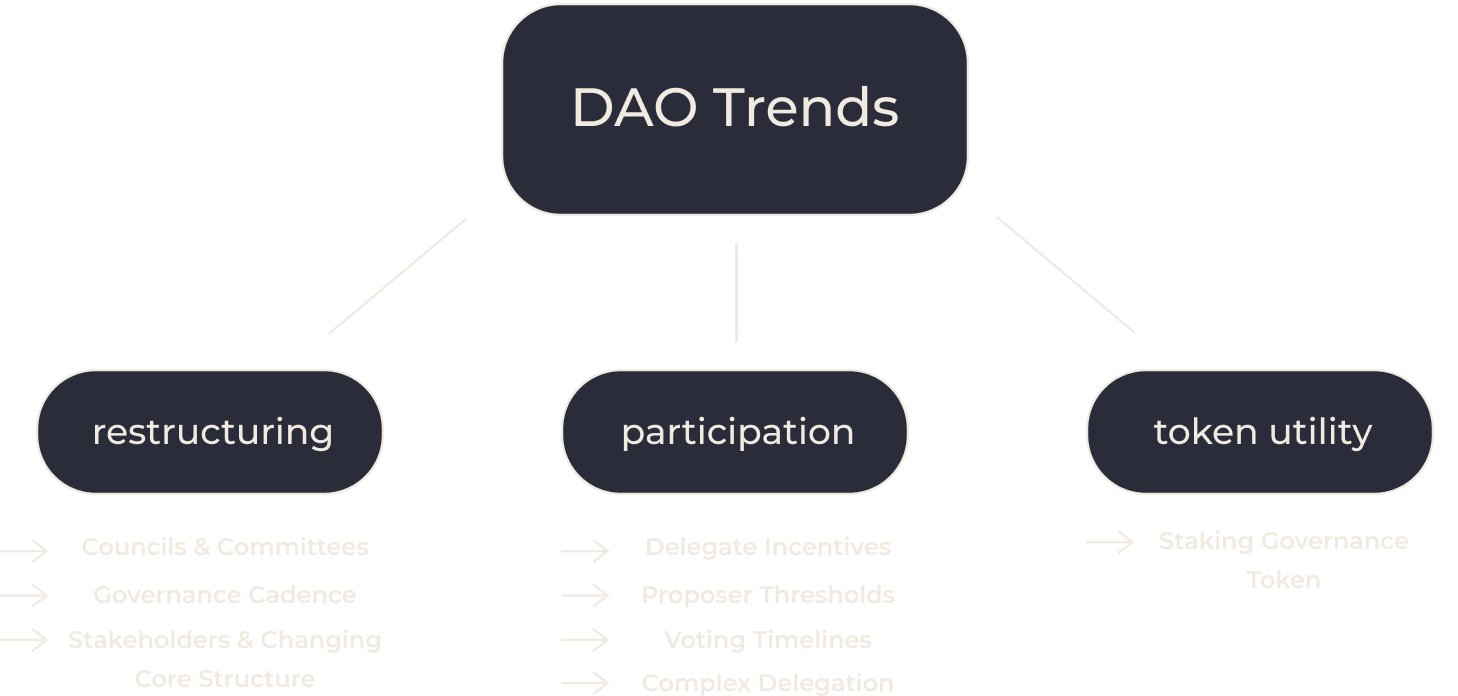 DAO Trends
restructuring
Councils & Committees
Governance Cadence
Stakeholders & Changing
Core Structure
participation
Delegate Incentives
Proposer Thresholds
Voting Timelines
Complex Delegation
token utility
Staking Governance
Token